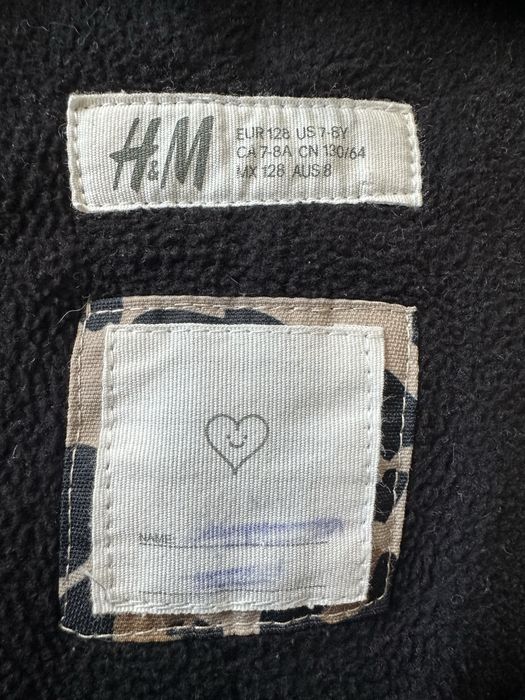 H&M
EUR 128 US 7-8Y
CA 7-8A CN 130/64
MX 128 AUS 8
NAME: